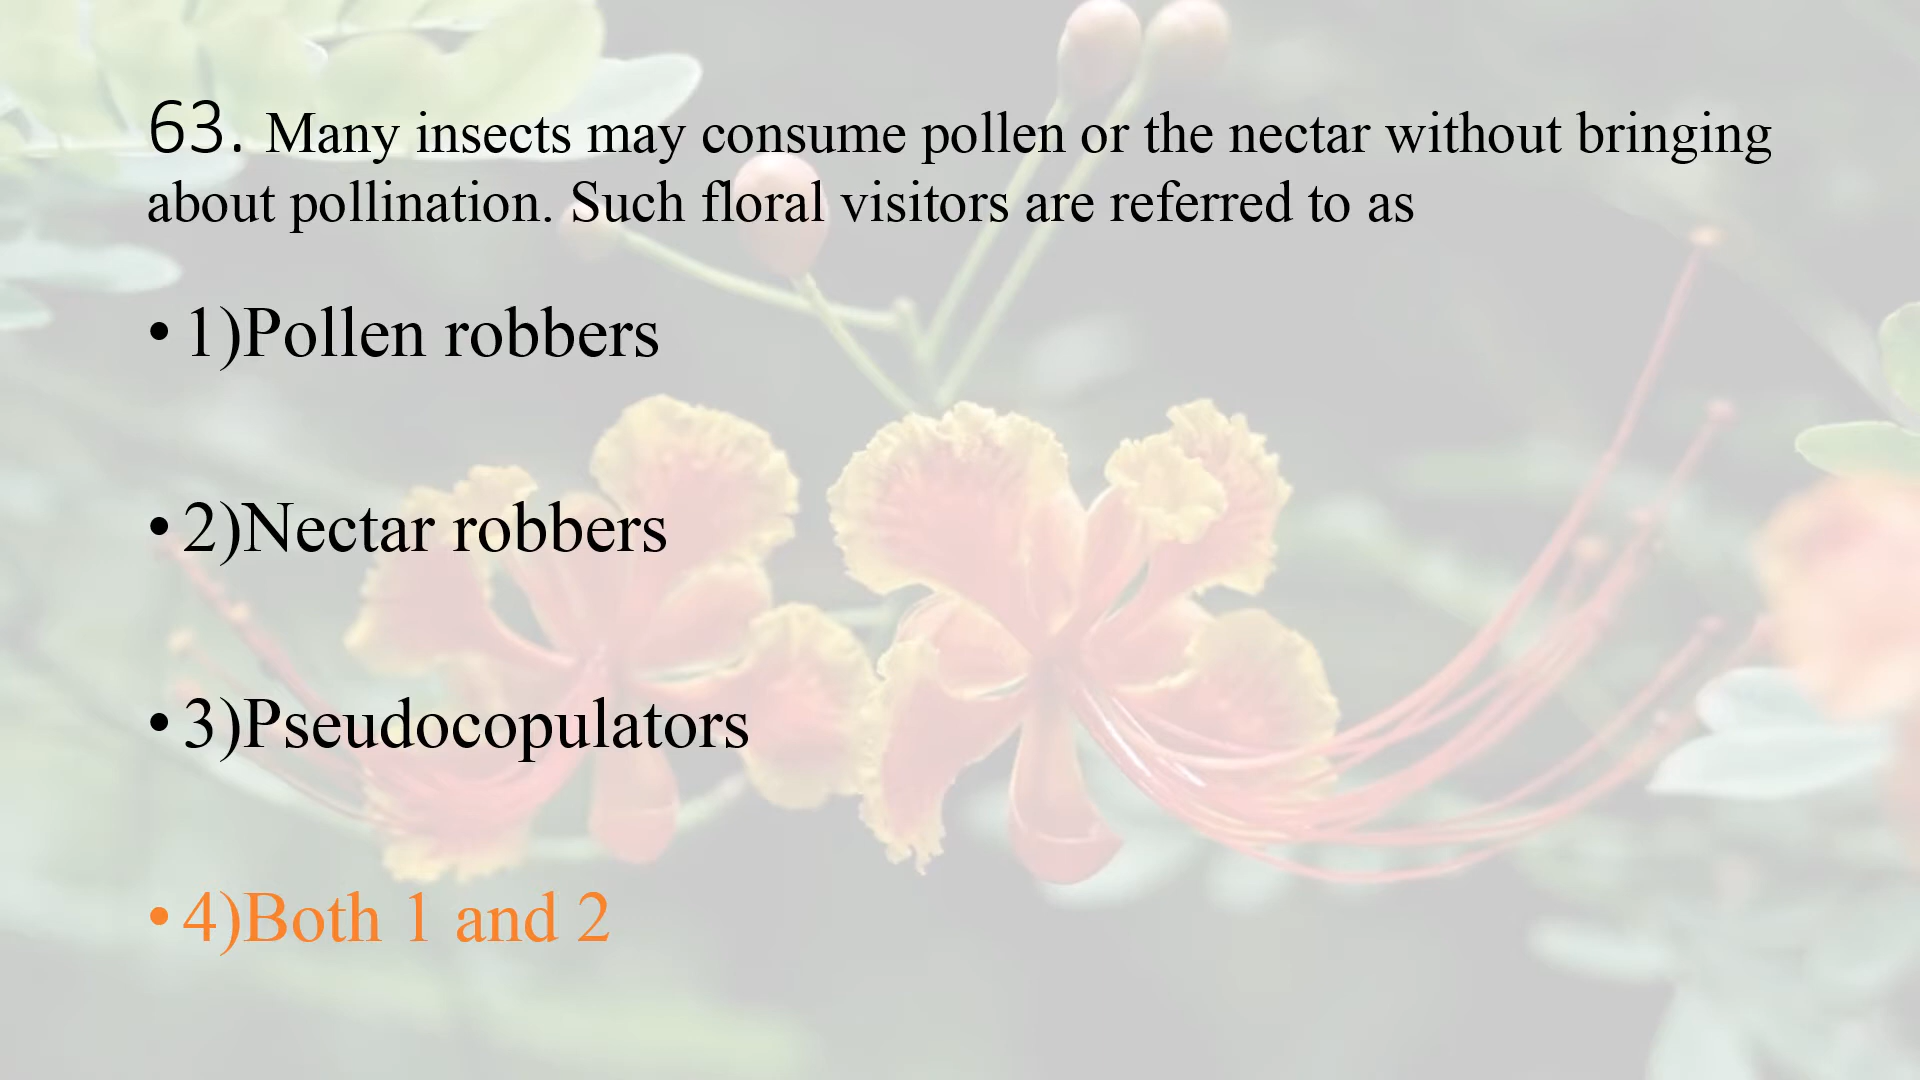 63. Many insects may consume pollen or the nectar without bringing
about pollination. Such floral visitors are referred to as
• 1)Pollen robbers
• 2)Nectar robbers
• 3)Pseudocopulators
• 4)Both 1 and 2